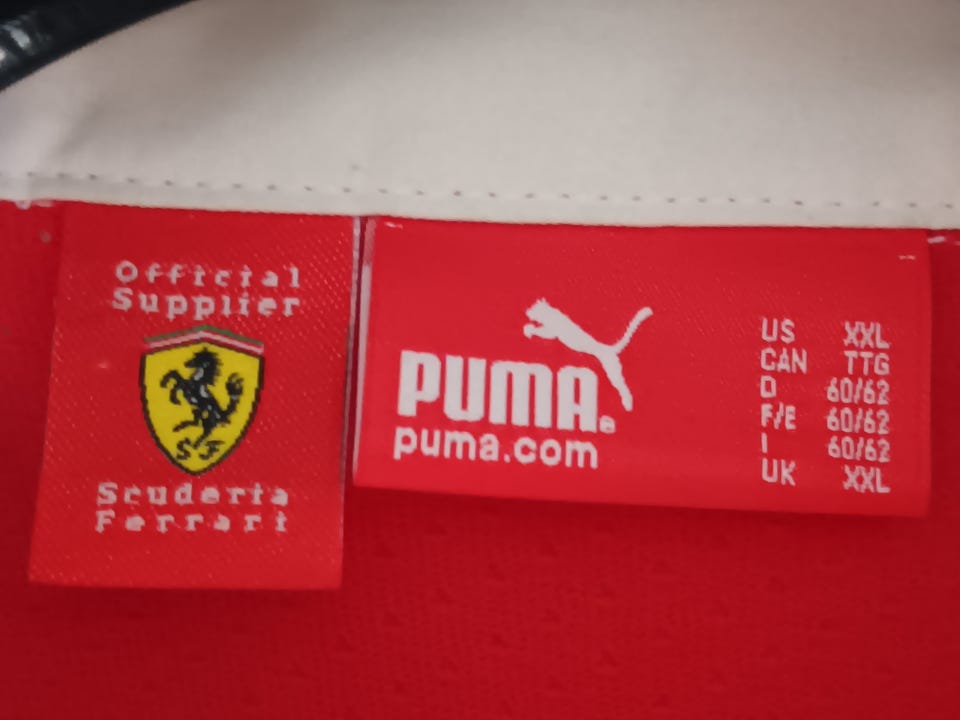 Official
Supplier
S F
Scuderia
Ferrari
PUMA®
puma.com
US XXL
CAN TTG
D 60/62
F/E 60/62
I 60/62
UK XXL